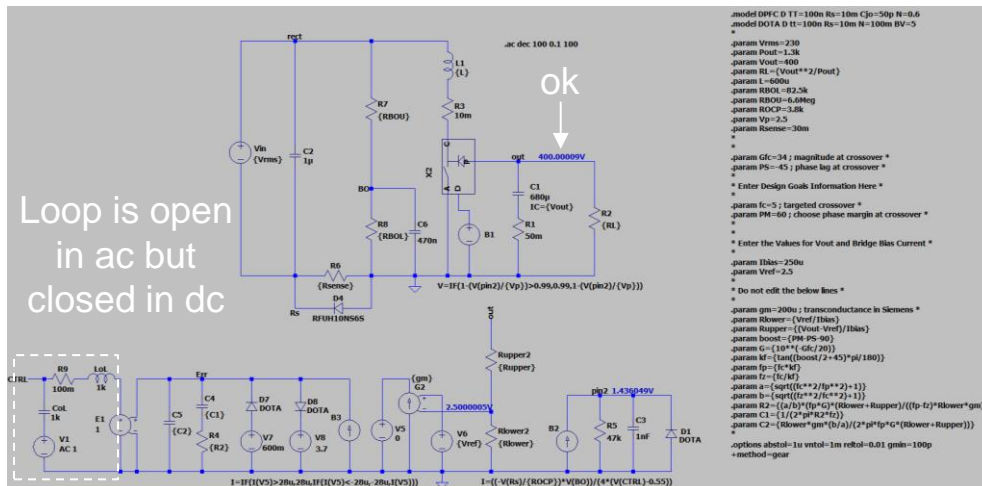 rect
.ac dec 100 0.1 100
L1
{L}
ok
R7
{RBOU}
R3
10m
Vin
{Vrms}
C2
1µ
C
A
P
D
X2
out
400.00009V
BO
C1
680µ
IC={Vout}
R2
{RL}
R8
{RBOL}
C6
470n
B1
R1
50m
R6
{Rsense}
V=IF(1-(V(pin2)/{Vp})>0.99,0.99,1-(V(pin2)/{Vp}))
Rs
D4
RFUH10NS6S
Loop is open
in ac but
closed in dc
out
Rupper2
{Rupper}
CTRL
R9
100m
LoL
1k
Err
CoL
1k
E1
1
V1
AC 1
C5
{C2}
C4
{C1}
R4
{R2}
D7
DOTA
D8
DOTA
V7
600m
V8
3.7
B3
V5
0
{gm}
G2
2.5000005V
V6
{Vref}
Rlower2
{Rlower}
B2
pin2
1.436049V
R5
47k
C3
1nF
D1
DOTA
I=IF(I(V5)>28u,28u,IF(I(V5)<-28u,-28u,I(V5)))
I=((-V(Rs)/{ROCP})*V(BO))/(4*(V(CTRL)-0.55))
.model DPFC D TT=100n Rs=10m Cjo=50p N=0.6
.model DOTA D tt=100n Rs=10m N=100m BV=5
*
.param Vrms=230
.param Pout=1.3k
.param Vout=400
.param RL={Vout**2/Pout}
.param L=600u
.param RBOL=82.5k
.param RBOU=6.6Meg
.param ROCP=3.8k
.param Vp=2.5
.param Rsense=30m
*
*
.param Gfc=34 ; magnitude at crossover *
.param PS=-45 ; phase lag at crossover *
*
* Enter Design Goals Information Here *
*
.param fc=5 ; targeted crossover *
.param PM=60 ; choose phase margin at crossover *
*
*
* Enter the Values for Vout and Bridge Bias Current *
*
.param Ibias=250u
.param Vref=2.5
*
* Do not edit the below lines *
*
.param gm=200u ; transconductance in Siemens *
.param Rlower={Vref/Ibias}
.param Rupper={(Vout-Vref)/Ibias}
.param boost={PM-PS-90}
.param G={10**(-Gfc/20)}
.param kf={tan((boost/2+45)*pi/180)}
.param fp={fc*kf}
.param fz={fc/kf}
.param a={sqrt((fc**2/fp**2)+1)}
.param b={sqrt((fz**2/fc**2)+1)}
.param R2={(a/b)*(fp*G)*(Rlower+Rupper)/((fp-fz)*Rlower*gm)
.param C1={1/(2*pi*R2*fz)}
.param C2={Rlower*gm*(b/a)/(2*pi*fp*G*(Rlower+Rupper))}
*
.options abstol=1u vntol=1m reltol=0.01 gmin=100p
+method=gear